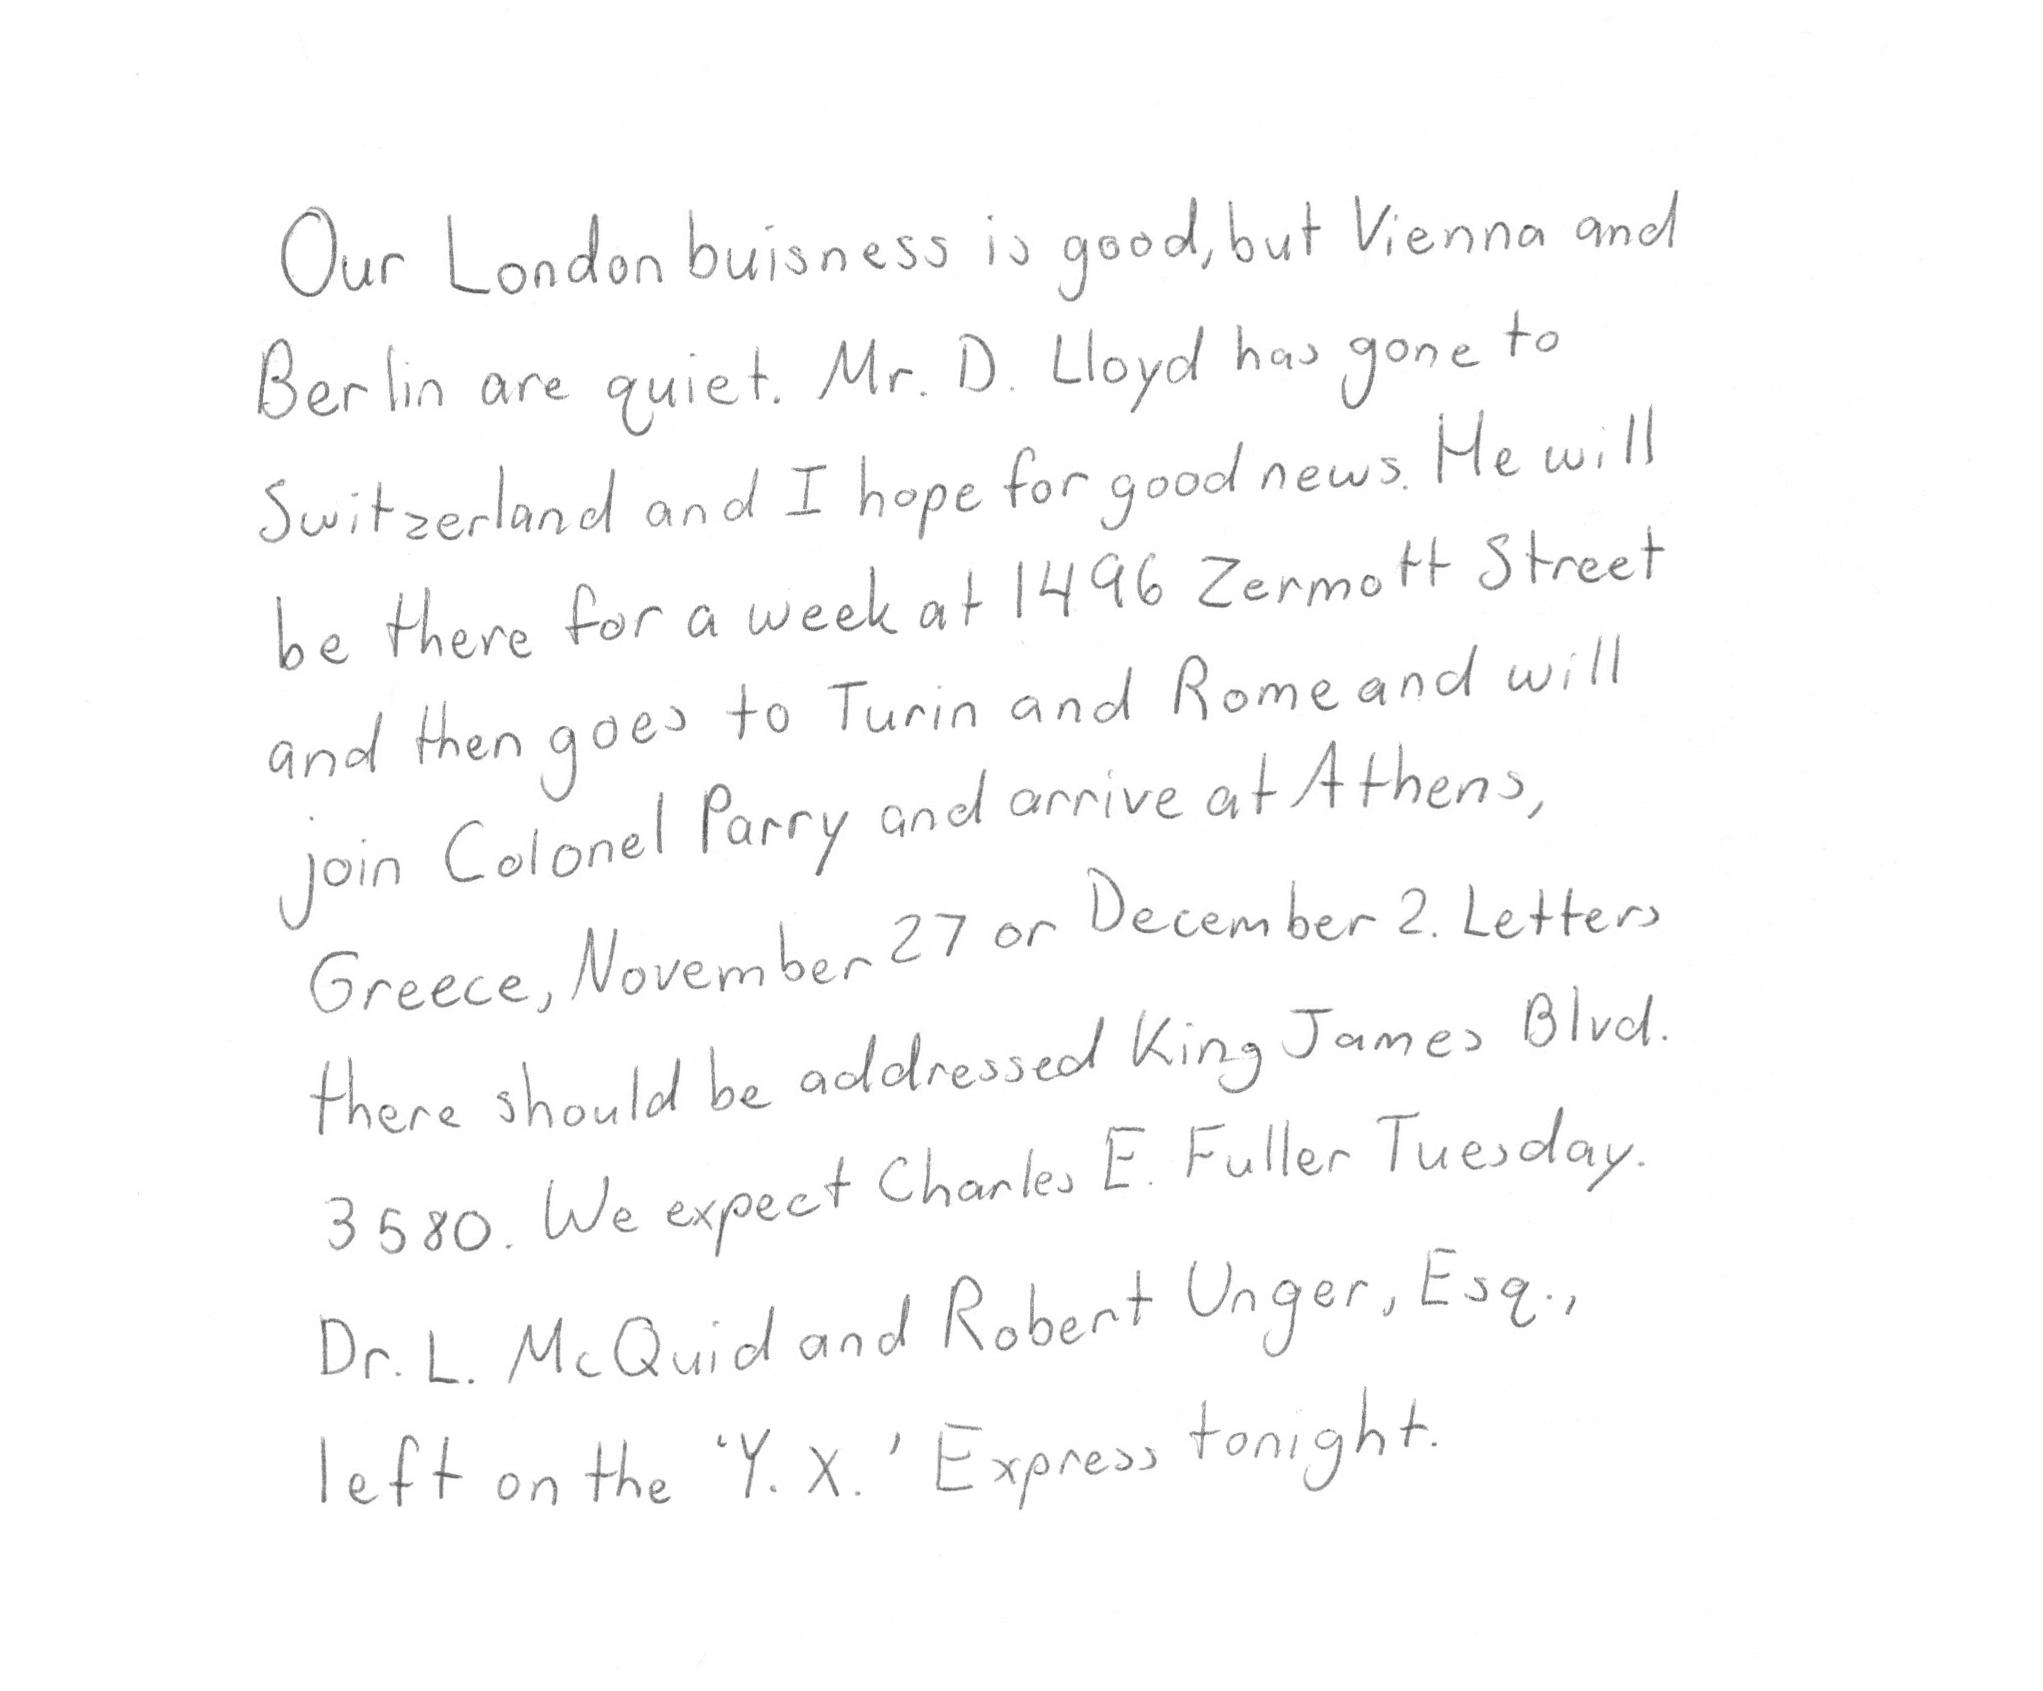 Our London buisness is good, but Vienna and
Berlin are quiet. Mr. D. Lloyd has gone to
Switzerland and I hope for good news. He will
be there for a week at 1496 Zermott Street
and then goes to Turin and Rome and will
join Colonel Parry and arrive at Athens,
Greece, November 27 or December 2. Letters
there should be addressed King James Blvd.
3580. We expect Charles E. Fuller Tuesday.
Dr. L. McQuid and Robert Unger, Esq.,
left on the 'Y. X.' Express tonight.